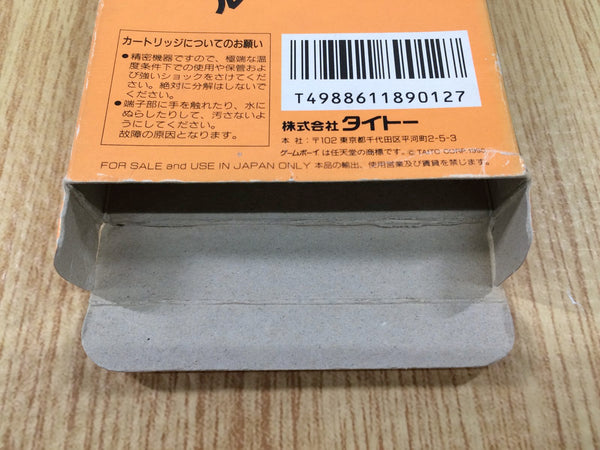 ル
カートリッジについてのお願い
●精密機器ですので、極端な温
度条件下での使用や保管およ
び強いショックをさけてくだ
さい。絶対に分解はしないで
ください。
●端子部に手を触れたり、水に
ぬらしたりして、汚さないよ
うにしてください。
故障の原因となります。
T4988611890127
株式会社 タイトー
本 社：〒102 東京都千代田区平河町2-5-3
ゲームボーイは任天堂の商標です。© TAITO CORP.1990
FOR SALE and USE IN JAPAN ONLY 本品の輸出、使用営業及び賃貸を禁じます。